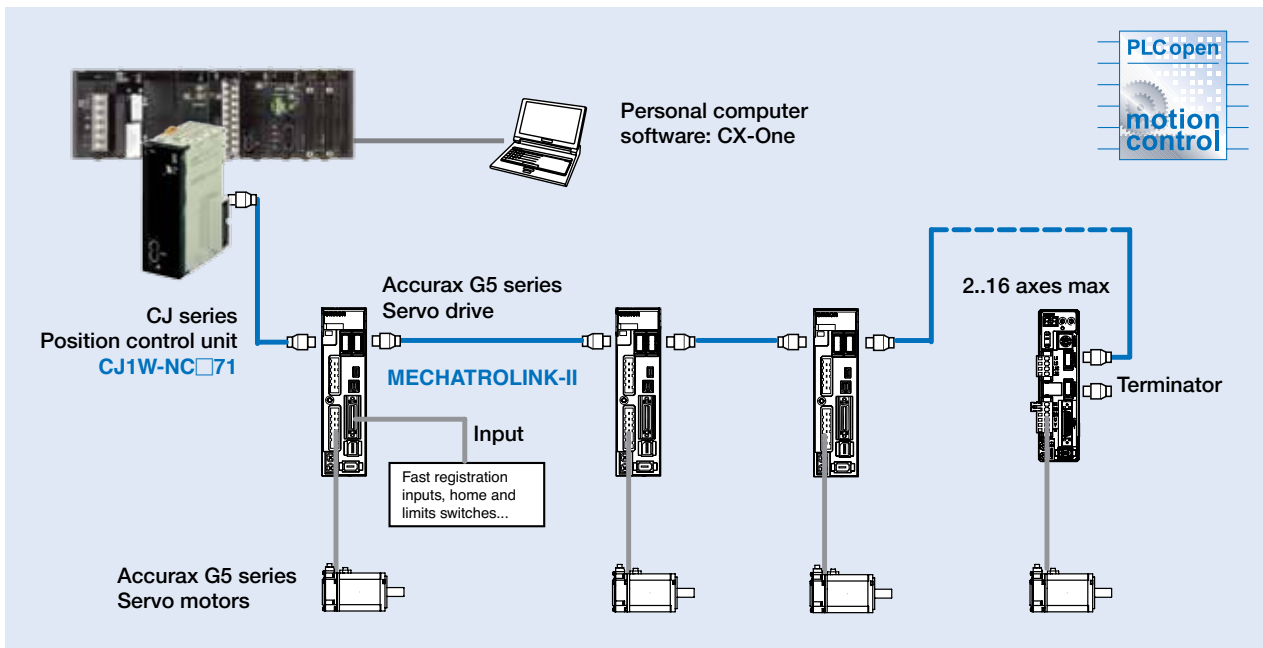 PLCopen
motion
control
Personal computer
software: CX-One
Accurax G5 series
Servo drive
2..16 axes max
CJ series
Position control unit
CJ1W-NC□71
MECHATROLINK-II
Terminator
Input
Fast registration
inputs, home and
limits switches...
Accurax G5 series
Servo motors